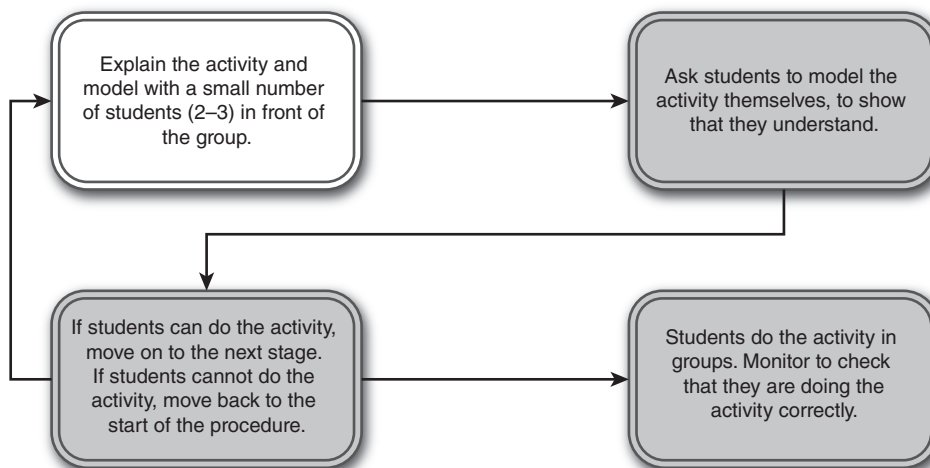 Explain the activity and
model with a small number
of students (2–3) in front of
the group.
Ask students to model the
activity themselves, to show
that they understand.
If students can do the activity,
move on to the next stage.
If students cannot do the
activity, move back to the
start of the procedure.
Students do the activity in
groups. Monitor to check
that they are doing the
activity correctly.